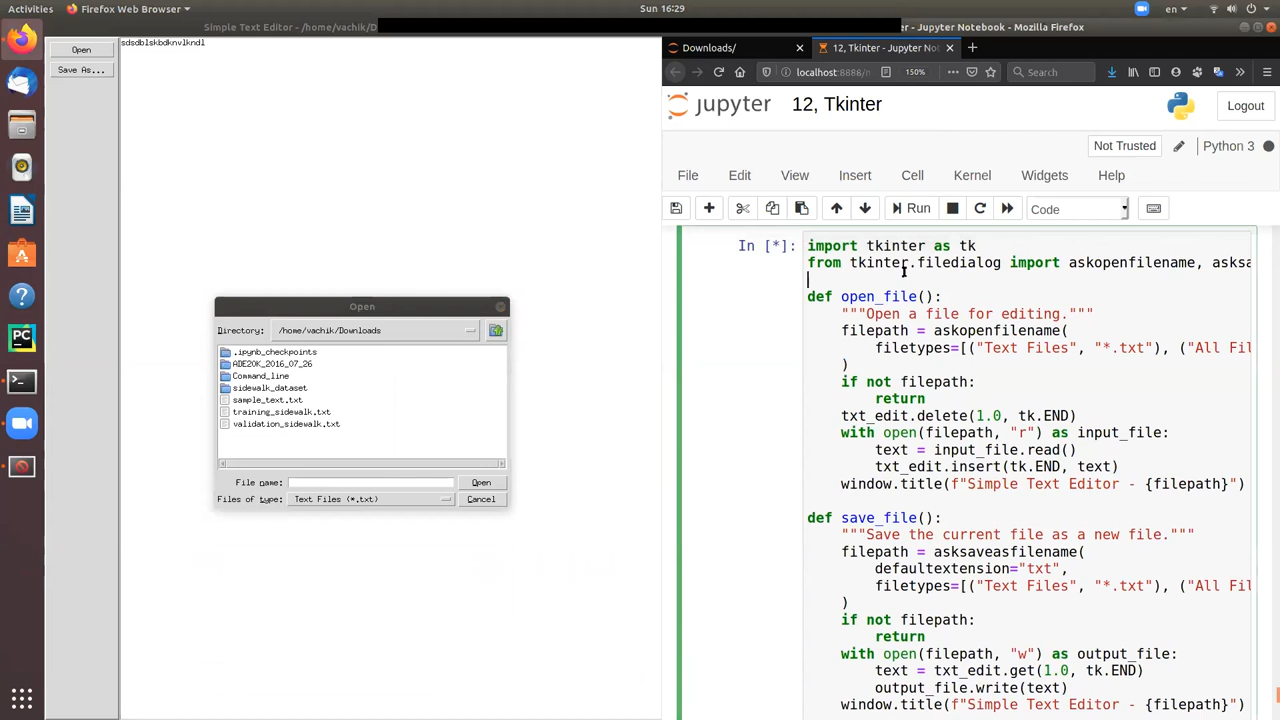 Activities
Firefox Web Browser
Sun 16:29
en
Simple Text Editor - /home/vachik/D
- Jupyter Notebook - Mozilla Firefox
Open
Save As...
sdsdblskbdknvlkndl
Downloads/
12, Tkinter - Jupyter No
localhost:8888/n
150%
Search
jupyter
12, Tkinter
Logout
Not Trusted
Python 3
File
Edit
View
Insert
Cell
Kernel
Widgets
Help
Run
Code
In [*]:
import tkinter as tk
from tkinter.filedialog import askopenfilename, asksa
def open_file():
"""Open a file for editing."""
filepath = askopenfilename(
filetypes=[("Text Files", "*.txt"), ("All Fil
)
if not filepath:
return
txt_edit.delete(1.0, tk.END)
with open(filepath, "r") as input_file:
text = input_file.read()
txt_edit.insert(tk.END, text)
window.title(f"Simple Text Editor - {filepath}")
def save_file():
"""Save the current file as a new file."""
filepath = asksaveasfilename(
defaultextension="txt",
filetypes=[("Text Files", "*.txt"), ("All Fil
)
if not filepath:
return
with open(filepath, "w") as output_file:
text = txt_edit.get(1.0, tk.END)
output_file.write(text)
window.title(f"Simple Text Editor - {filepath}")
Open
Directory:
/home/vachik/Downloads
.ipynb_checkpoints
ADE20K_2016_07_26
Command_line
sidewalk_dataset
sample_text.txt
training_sidewalk.txt
validation_sidewalk.txt
File name:
Open
Files of type:
Text Files (*.txt)
Cancel